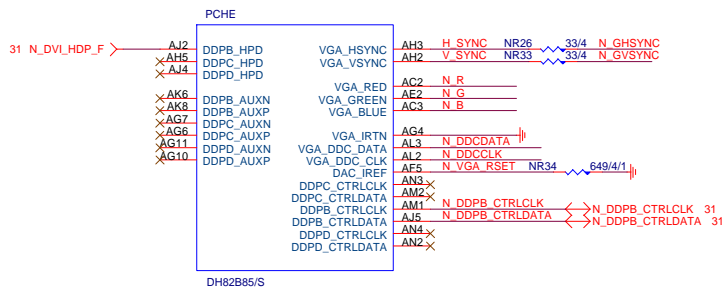 PCHE
31 N_DVI_HDP_F AJ2 DDPB_HPD VGA_HSYNC AH3 H_SYNC NR26 33/4 N_GHSYNC
AH5 DDPC_HPD VGA_VSYNC AH2 V_SYNC NR33 33/4 N_GVSYNC
AJ4 DDPD_HPD
VGA_RED AC2 N_R
AK6 DDPB_AUXN VGA_GREEN AE2 N_G
AK8 DDPB_AUXP VGA_BLUE AC3 N_B
AG7 DDPC_AUXN
AG6 DDPC_AUXP VGA_IRTN AG4
AG11 DDPD_AUXN VGA_DDC_DATA AL3 N_DDCDATA
AG10 DDPD_AUXP VGA_DDC_CLK AL2 N_DDCCLK
DAC_IREF AF5 N_VGA_RSET NR34 649/4/1
DDPC_CTRLCLK AN3
DDPC_CTRLDATA AM2
DDPB_CTRLCLK AM1 N_DDPB_CTRLCLK N_DDPB_CTRLCLK 31
DDPB_CTRLDATA AJ5 N_DDPB_CTRLDATA N_DDPB_CTRLDATA 31
DDPD_CTRLCLK AN4
DDPD_CTRLDATA AN2
DH82B85/S